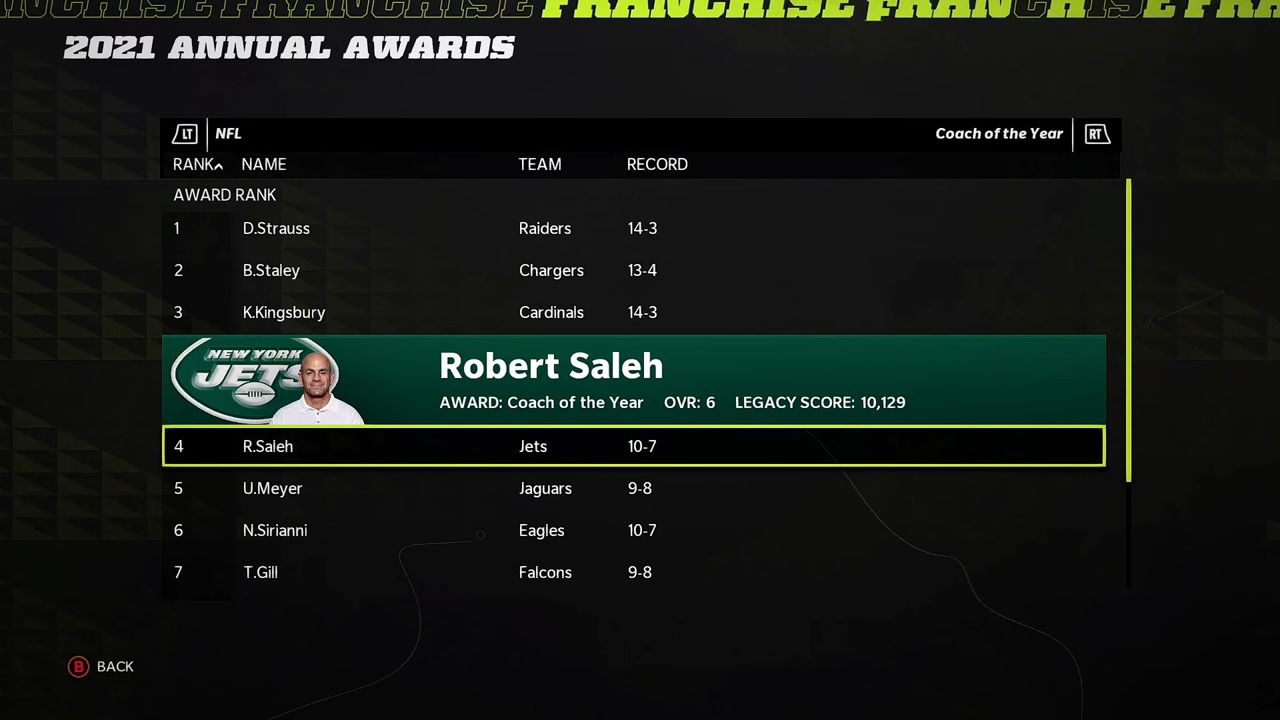 FRANCHISE FRANCHISE FRANCHISE FRANCHISE FRA
2021 ANNUAL AWARDS
LT NFL Coach of the Year RT
RANK NAME TEAM RECORD
AWARD RANK
1 D.Strauss Raiders 14-3
2 B.Staley Chargers 13-4
3 K.Kingsbury Cardinals 14-3
NEW YORK
JETS
Robert Saleh
AWARD: Coach of the Year OVR: 6 LEGACY SCORE: 10,129
4 R.Saleh Jets 10-7
5 U.Meyer Jaguars 9-8
6 N.Sirianni Eagles 10-7
7 T.Gill Falcons 9-8
B BACK